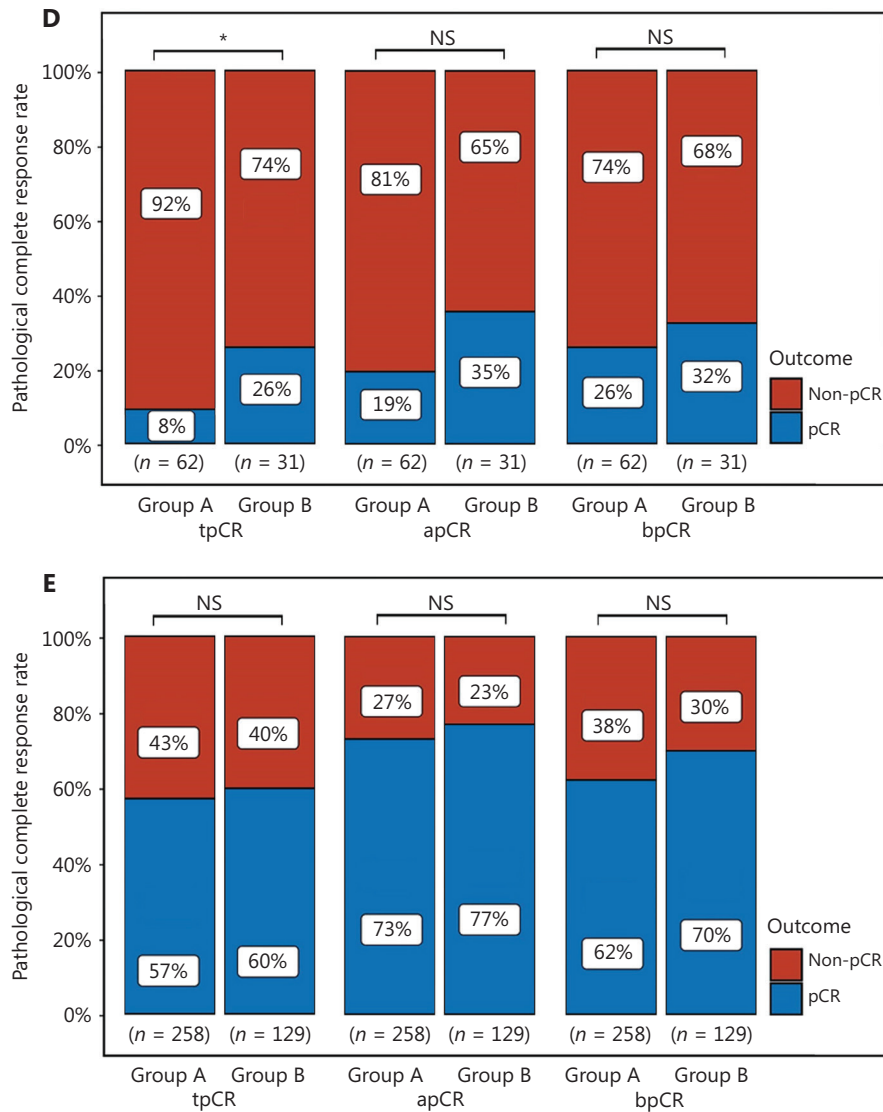 D
* NS NS
100%
80%
60%
40%
20%
0%
Pathological complete response rate
92% 74% 81% 65% 74% 68%
8% 26% 19% 35% 26% 32%
Outcome
Non-pCR
pCR
(n = 62) (n = 31) (n = 62) (n = 31) (n = 62) (n = 31)
Group A Group B Group A Group B Group A Group B
tpCR apCR bpCR
E
NS NS NS
100%
80%
60%
40%
20%
0%
Pathological complete response rate
43% 40% 27% 23% 38% 30%
57% 60% 73% 77% 62% 70%
Outcome
Non-pCR
pCR
(n = 258) (n = 129) (n = 258) (n = 129) (n = 258) (n = 129)
Group A Group B Group A Group B Group A Group B
tpCR apCR bpCR